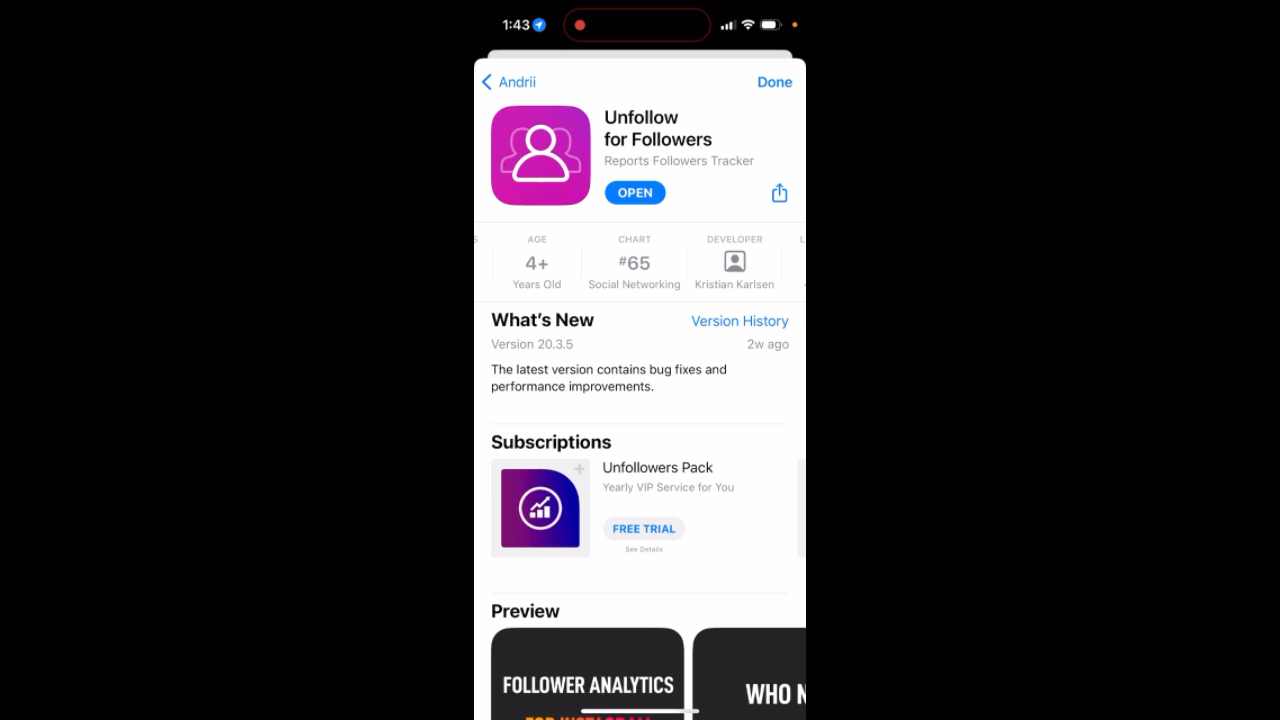 1:43
Andrii
Done
Unfollow
for Followers
Reports Followers Tracker
OPEN
S
AGE
4+
Years Old
CHART
#65
Social Networking
DEVELOPER
Kristian Karlsen
L
What's New
Version History
Version 20.3.5
2w ago
The latest version contains bug fixes and
performance improvements.
Subscriptions
Unfollowers Pack
Yearly VIP Service for You
FREE TRIAL
See Details
Preview
FOLLOWER ANALYTICS
FOR INSTAGRAM
WHO N